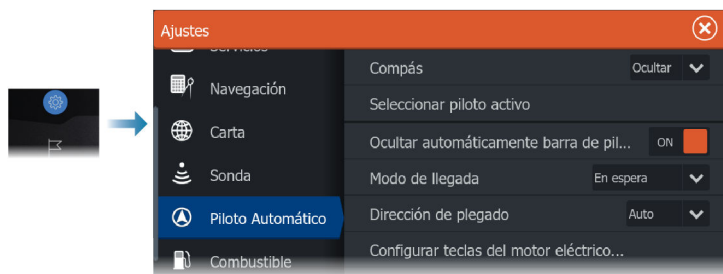 Ajustes
Servicios
Compás
Ocultar
Navegación
Seleccionar piloto activo
Carta
Ocultar automáticamente barra de pil...
ON
Sonda
Modo de llegada
En espera
Piloto Automático
Dirección de plegado
Auto
Combustible
Configurar teclas del motor eléctrico...